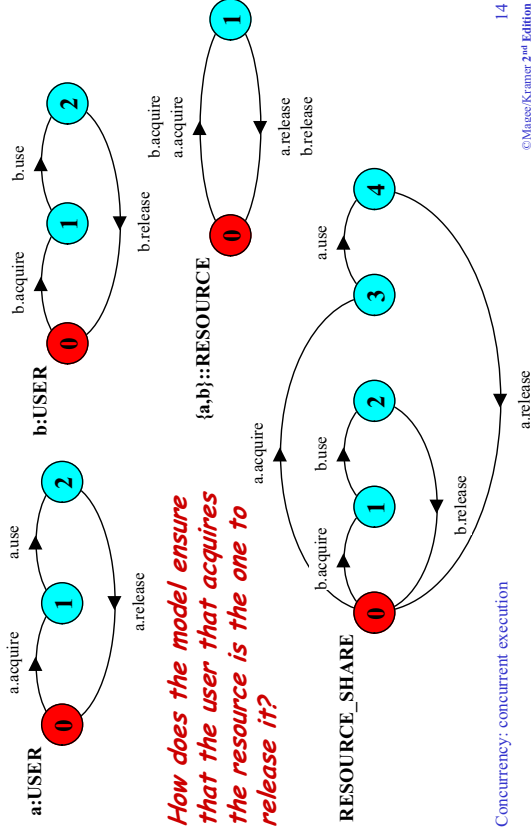 a:USER
a.acquire
a.use
0
1
2
a.release
b:USER
b.acquire
b.use
0
1
2
b.release
How does the model ensure
that the user that acquires
the resource is the one to
release it?
{a,b}::RESOURCE
b.acquire
a.acquire
0
1
a.release
b.release
RESOURCE_SHARE
a.acquire
b.acquire
b.use
a.use
0
1
2
3
4
b.release
a.release
Concurrency: concurrent execution
14
©Magee/Kramer 2nd Edition